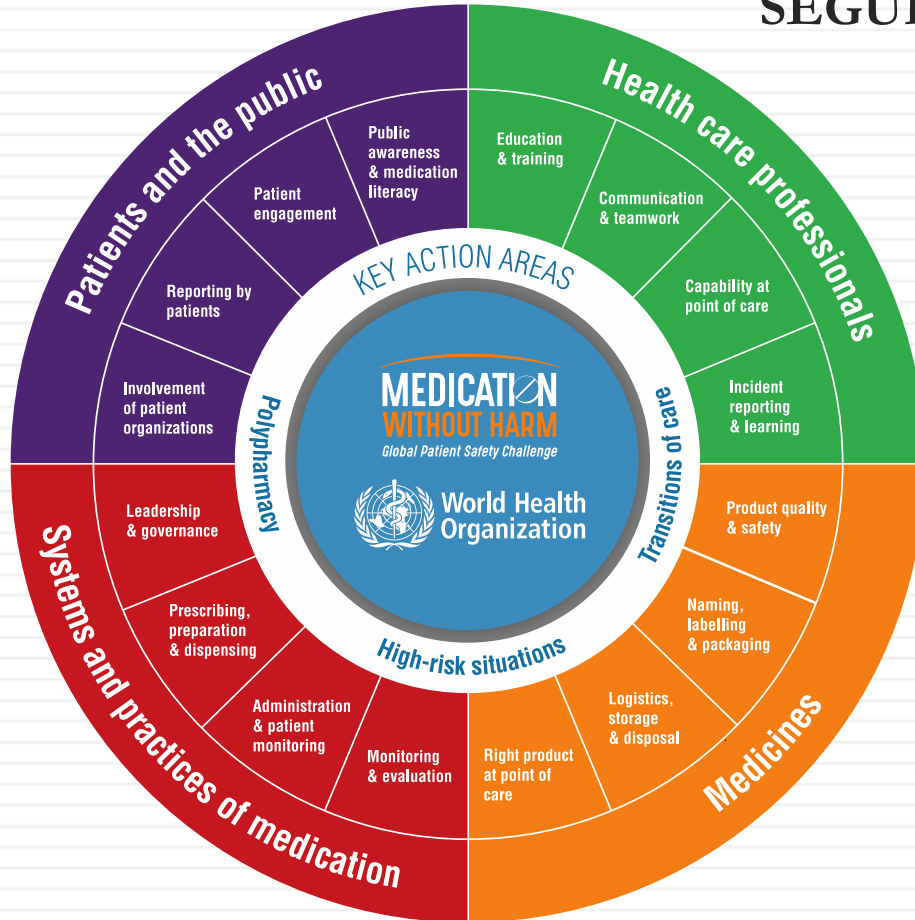 SEGU
Patients and the public
Public
awareness
& medication
literacy
Patient
engagement
Reporting by
patients
Involvement
of patient
organizations
Health care professionals
Education
& training
Communication
& teamwork
Capability at
point of care
Incident
reporting
& learning
KEY ACTION AREAS
Polypharmacy
Transitions of care
High-risk situations
MEDICATION
WITHOUT HARM
Global Patient Safety Challenge
World Health
Organization
Systems and practices of medication
Leadership
& governance
Prescribing,
preparation
& dispensing
Administration
& patient
monitoring
Monitoring
& evaluation
Medicines
Product quality
& safety
Naming,
labelling
& packaging
Logistics,
storage
& disposal
Right product
at point of
care